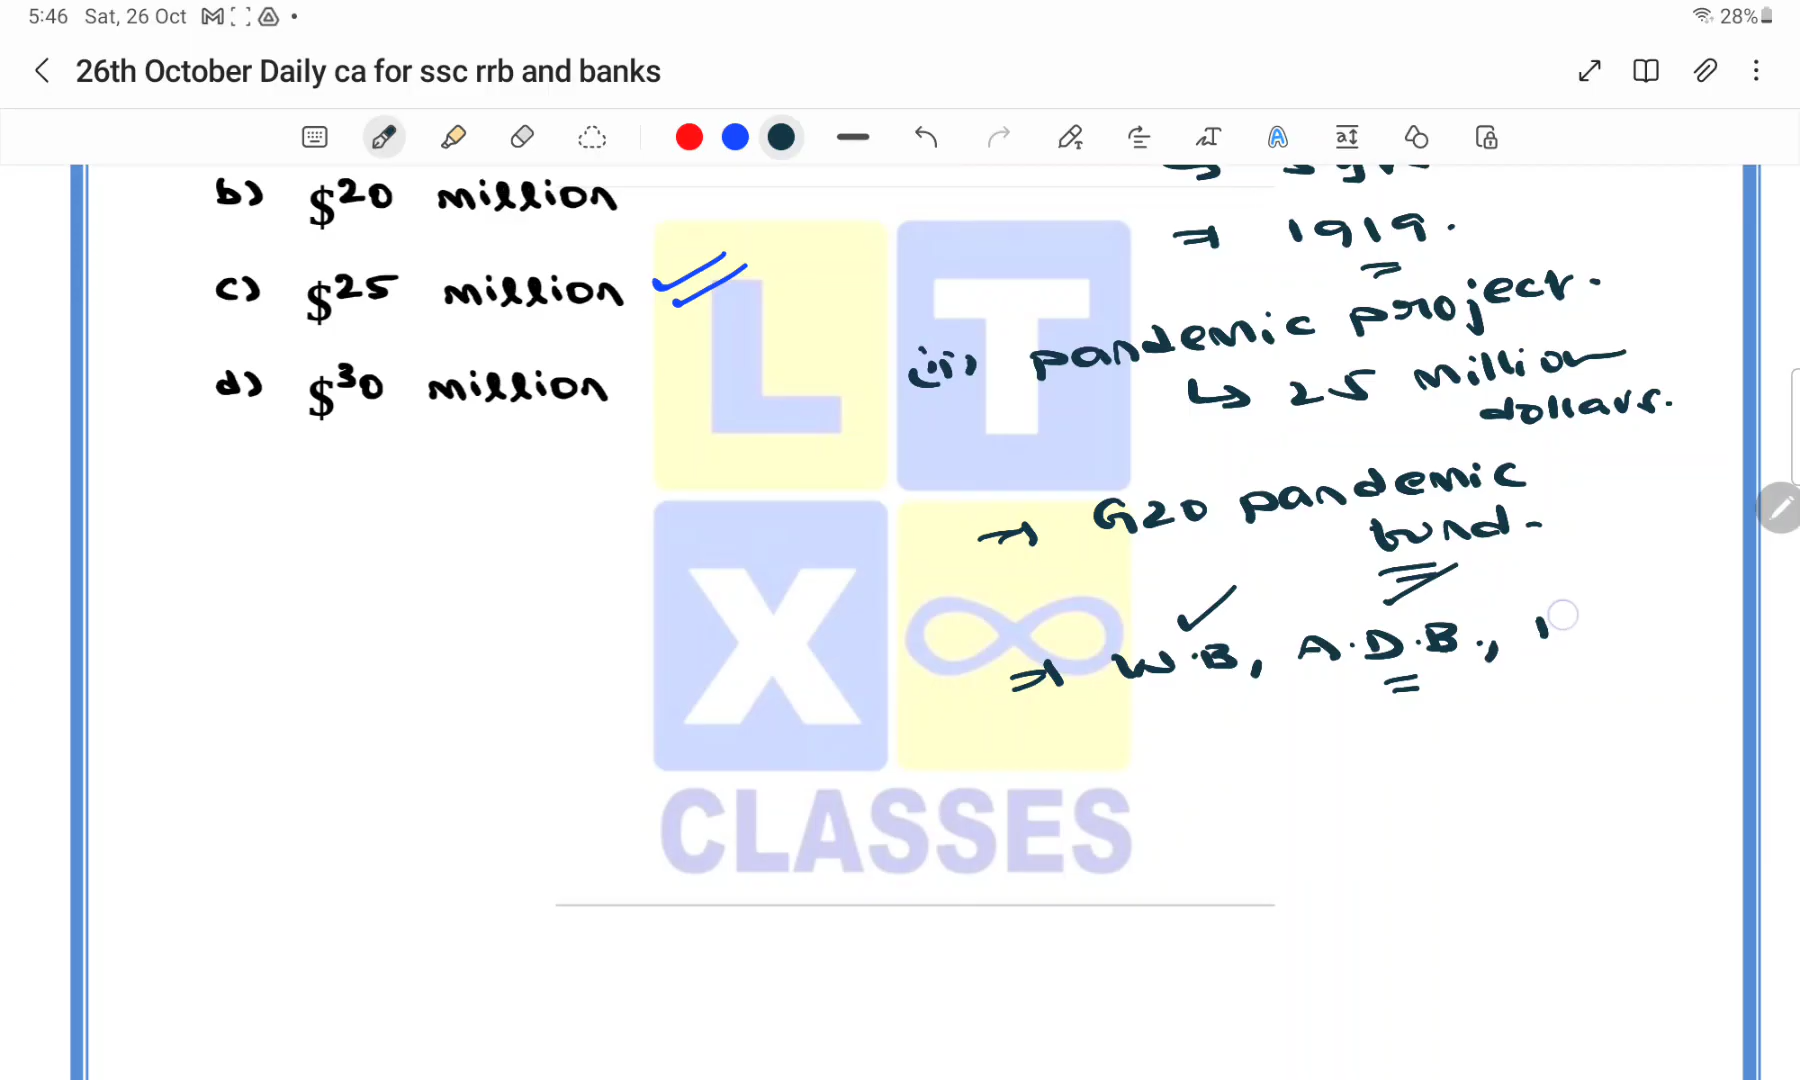 5:46 Sat, 26 Oct
28%
26th October Daily ca for ssc rrb and banks
b) $20 million
c) $25 million
d) $30 million
⇒ 1919.
(ii) pandemic project.
↳ 25 million
dollars.
→ G20 pandemic
fund.
⇒ W.B, A.D.B.,
L T
X ∞
CLASSES